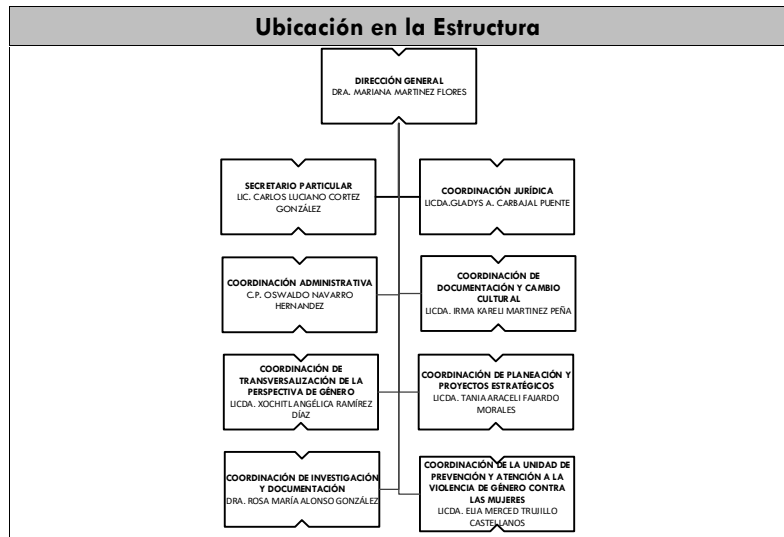 Ubicación en la Estructura
DIRECCIÓN GENERAL
DRA. MARIANA MARTINEZ FLORES
SECRETARIO PARTICULAR
LIC. CARLOS LUCIANO CORTEZ
GONZÁLEZ
COORDINACIÓN JURÍDICA
LICDA.GLADYS A. CARBAJAL PUENTE
COORDINACIÓN ADMINISTRATIVA
C.P. OSWALDO NAVARRO
HERNANDEZ
COORDINACIÓN DE
DOCUMENTACIÓN Y CAMBIO
CULTURAL
LICDA. IRMA KARELI MARTINEZ PEÑA
COORDINACIÓN DE
TRANSVERSALIZACIÓN DE LA
PERSPECTIVA DE GÉNERO
LICDA. XOCHITL ANGÉLICA RAMÍREZ
DÍAZ
COORDINACIÓN DE PLANEACIÓN Y
PROYECTOS ESTRATÉGICOS
LICDA. TANIA ARACELI FAJARDO
MORALES
COORDINACIÓN DE INVESTIGACIÓN
Y DOCUMENTACIÓN
DRA. ROSA MARÍA ALONSO GONZÁLEZ
COORDINACIÓN DE LA UNIDAD DE
PREVENCIÓN Y ATENCIÓN A LA
VIOLENCIA DE GÉNERO CONTRA
LAS MUJERES
LICDA. ELIA MERCED TRUJILLO
CASTELLANOS